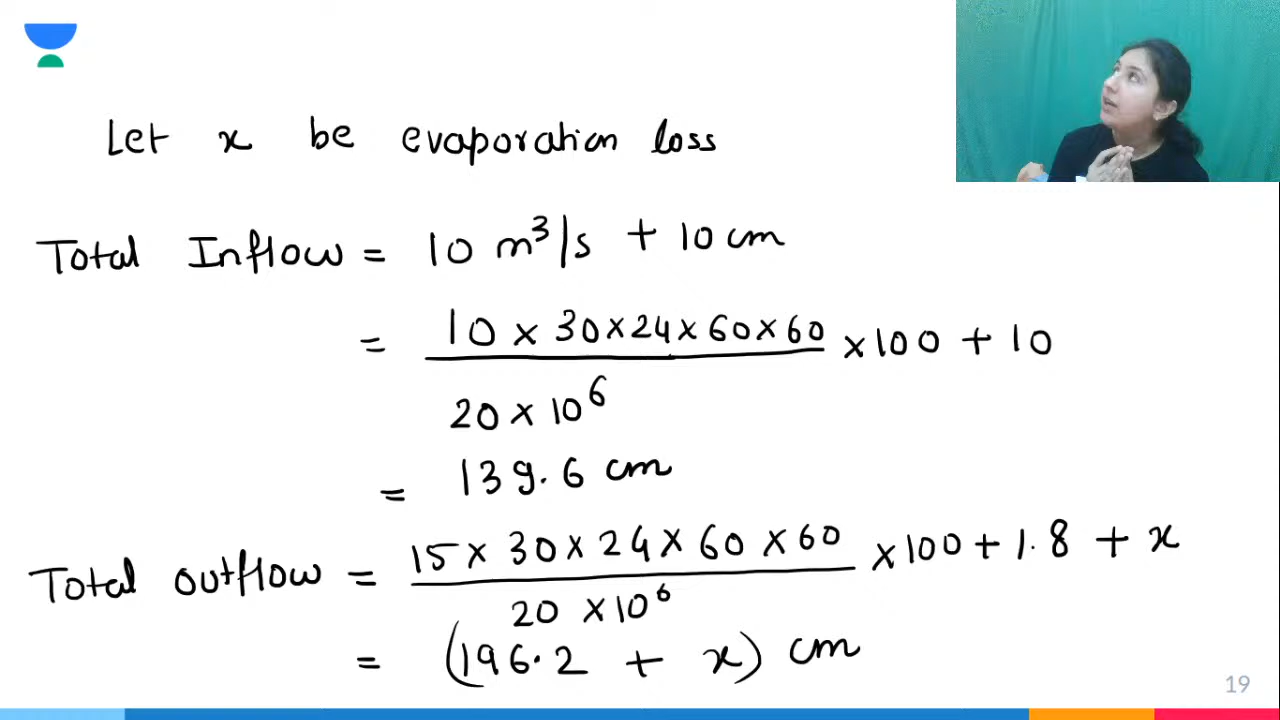 Let x be evaporation loss
Total Inflow = 10 m³/s + 10 cm
= 10 × 30 × 24 × 60 × 60 / 20 × 10⁶ × 100 + 10
= 139.6 cm
Total outflow = 15 × 30 × 24 × 60 × 60 / 20 × 10⁶ × 100 + 1.8 + x
= (196.2 + x) cm
19